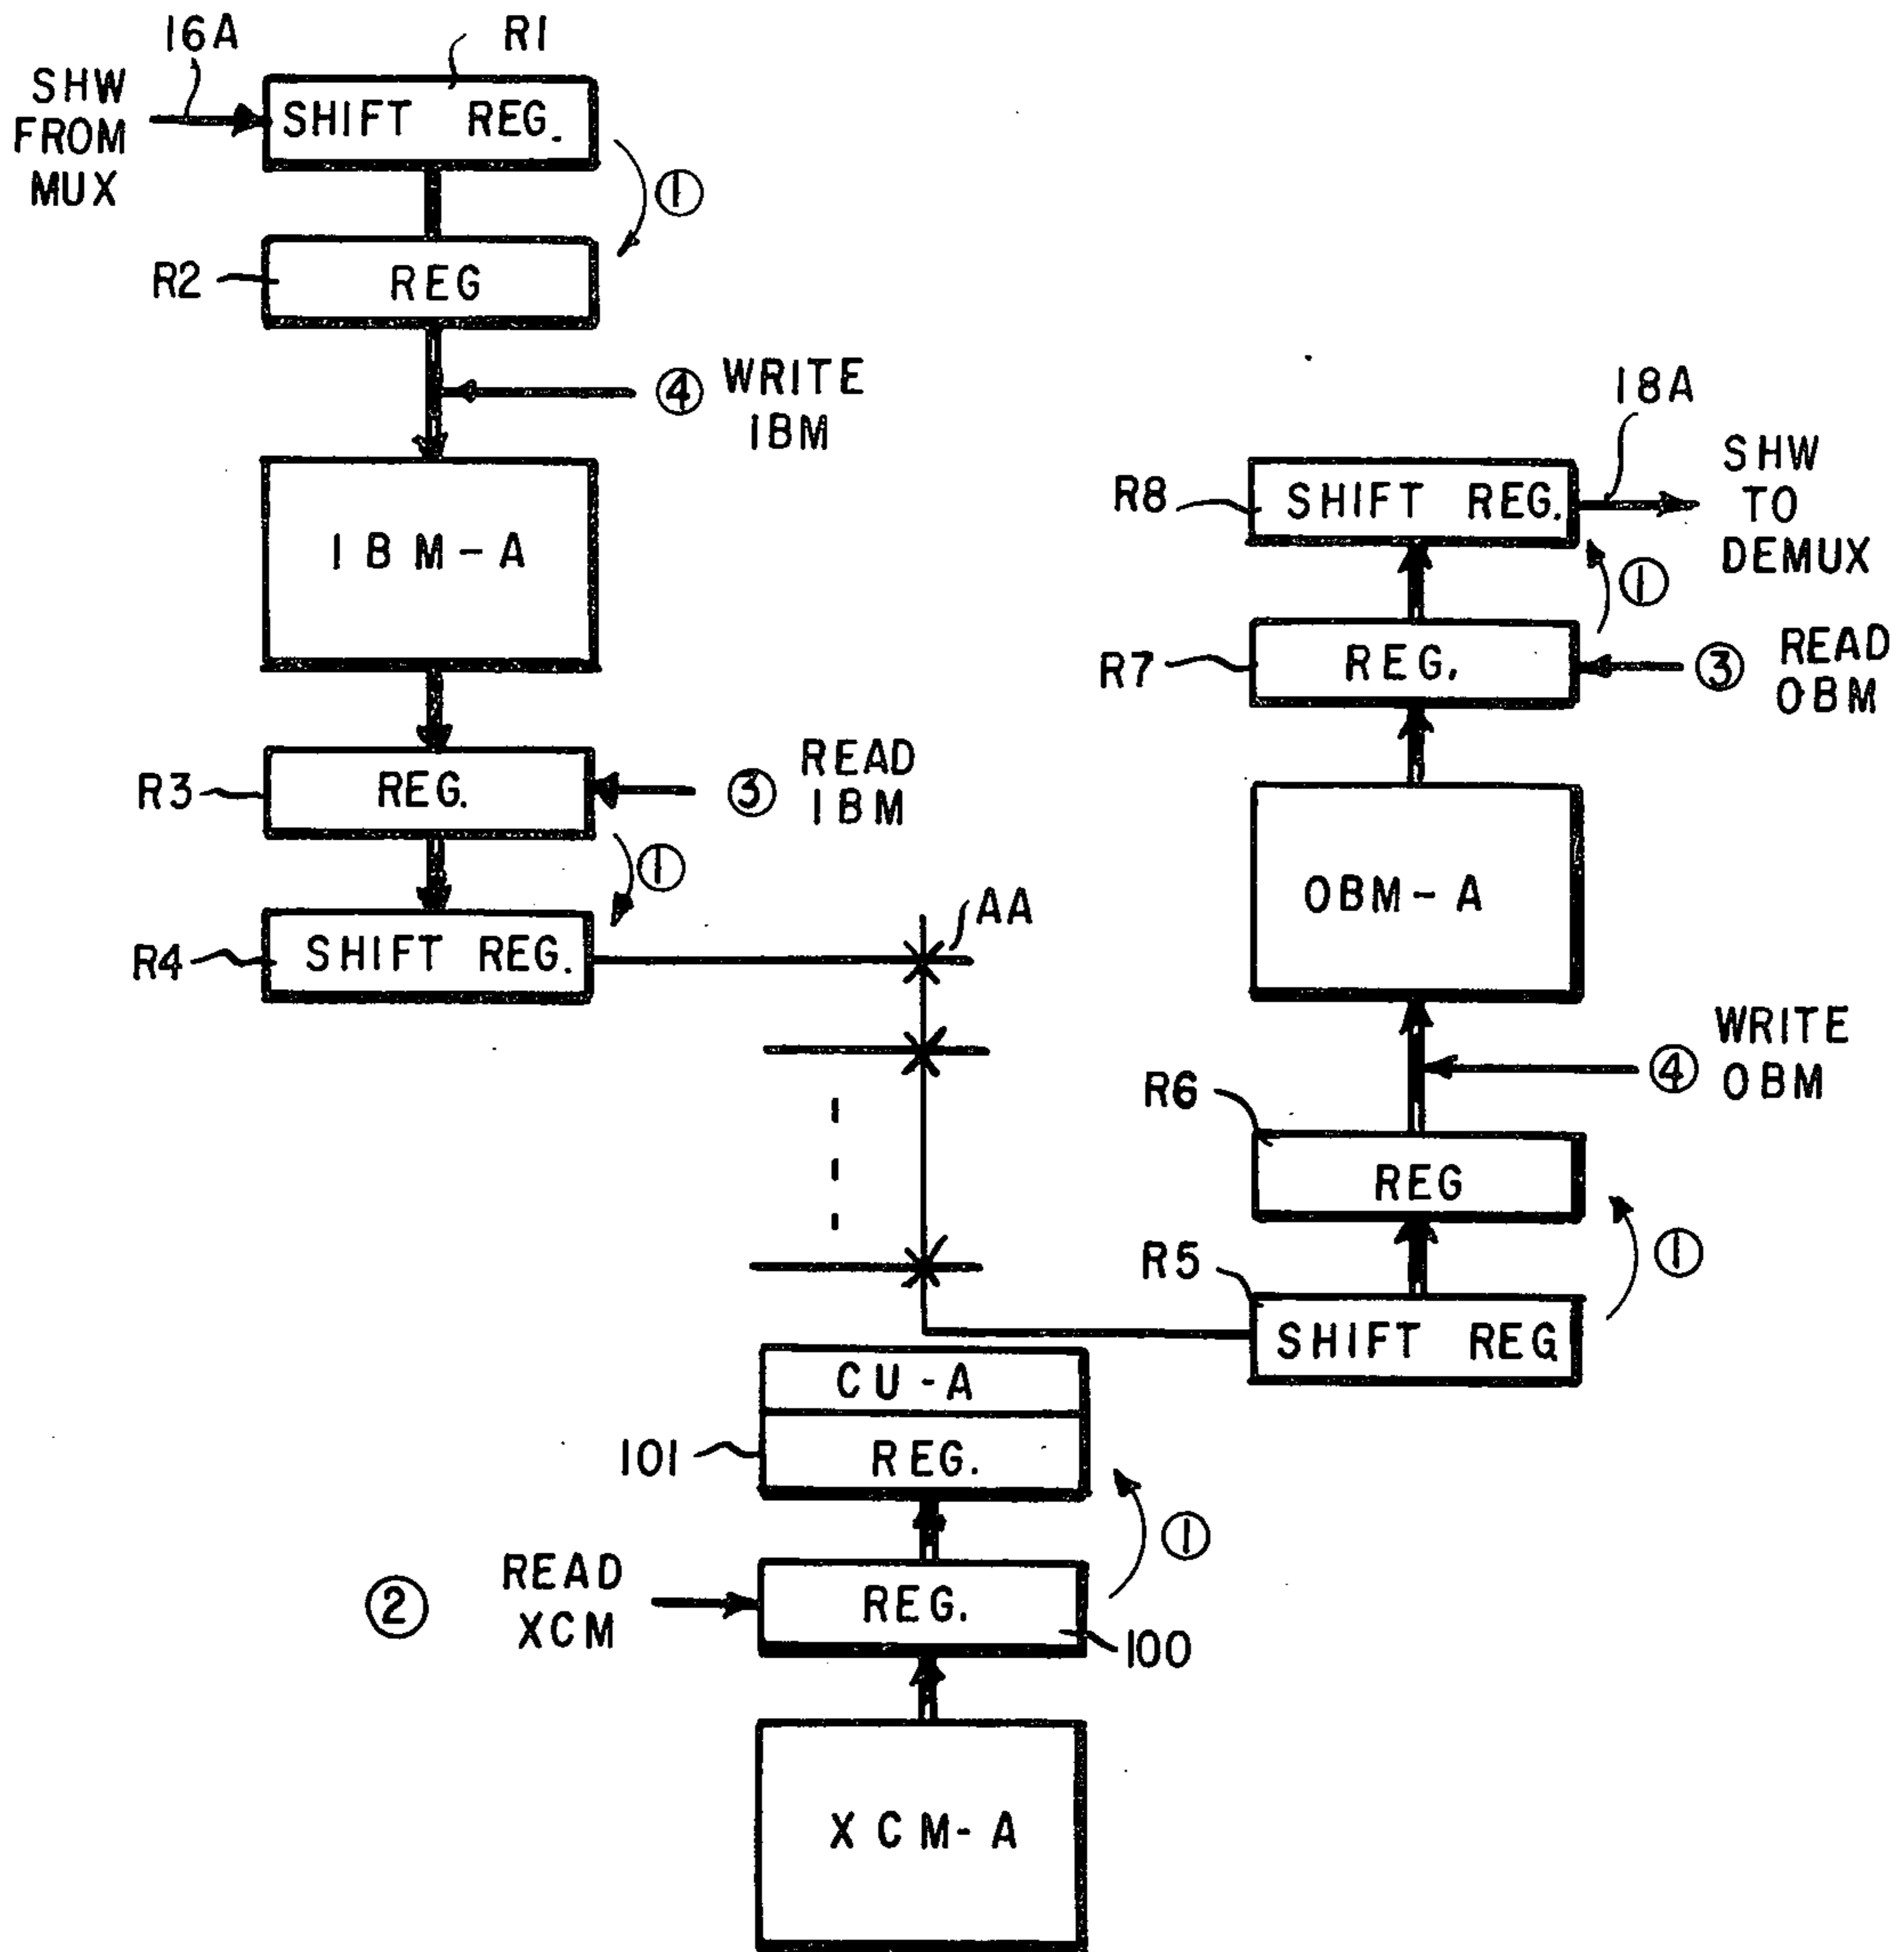 16A
R1
SHW
FROM
MUX
SHIFT REG.
①
R2
REG
④ WRITE
IBM
IBM-A
R3
REG.
③ READ
IBM
①
R4
SHIFT REG.
AA
18A
R8
SHIFT REG.
SHW
TO
DEMUX
①
R7
REG.
③ READ
OBM
OBM-A
④ WRITE
OBM
R6
REG
①
R5
SHIFT REG
CU-A
101
REG.
①
② READ
XCM
REG.
100
XCM-A